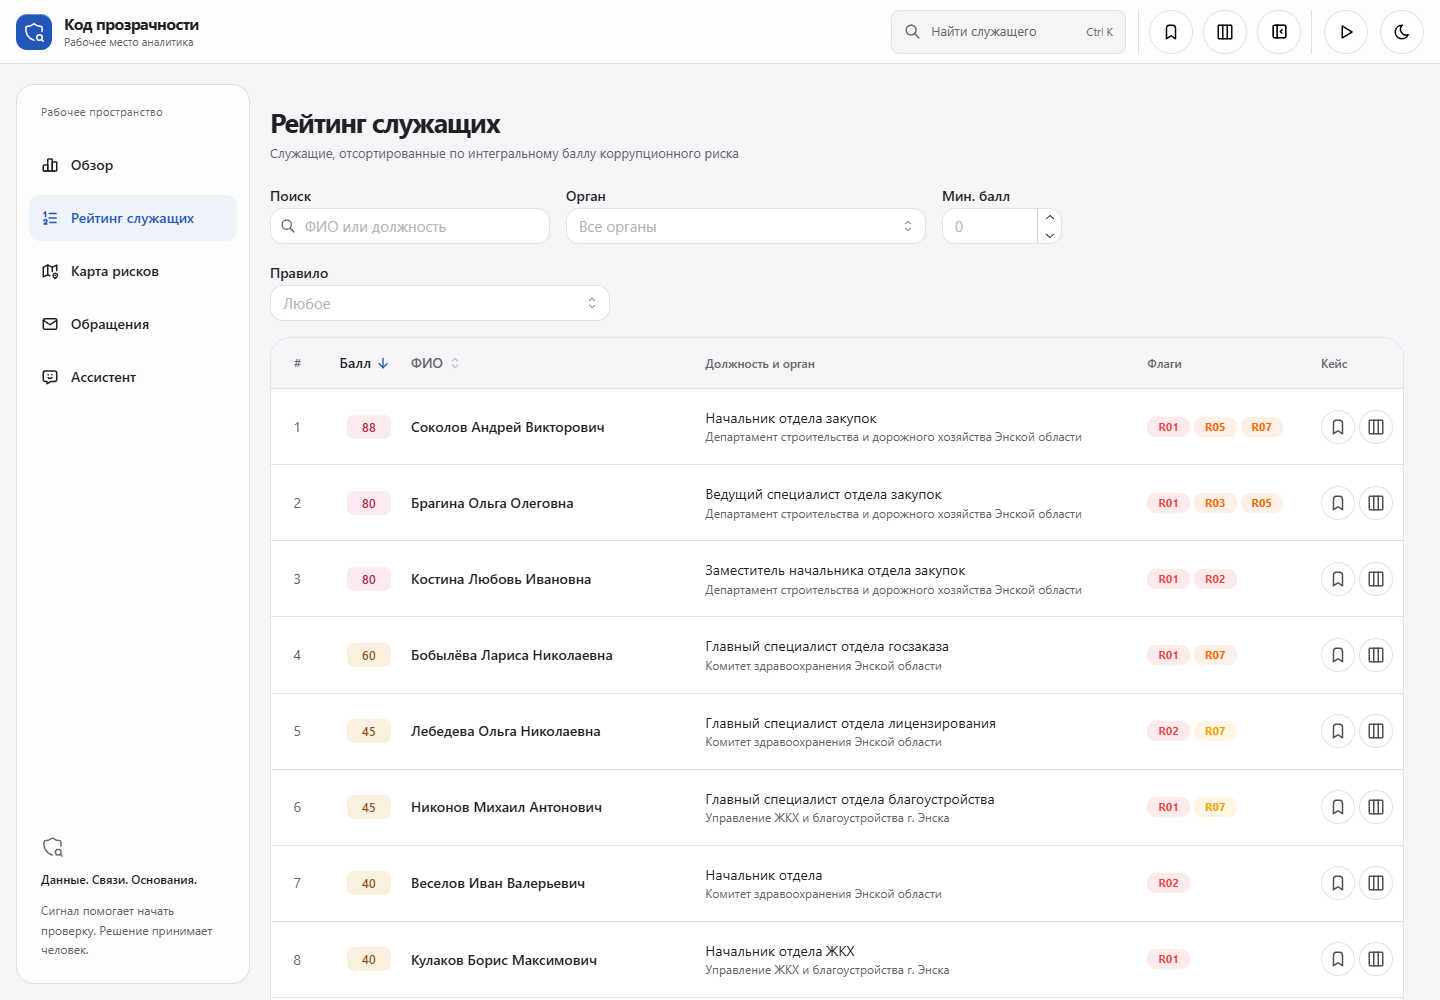 Код прозрачности
Рабочее место аналитика
Найти служащего
Ctrl K
Рабочее пространство
Обзор
Рейтинг служащих
Карта рисков
Обращения
Ассистент
Данные. Связи. Основания.
Сигнал помогает начать
проверку. Решение принимает
человек.
Рейтинг служащих
Служащие, отсортированные по интегральному баллу коррупционного риска
Поиск
Орган
Мин. балл
ФИО или должность
Все органы
0
Правило
Любое
# Балл ФИО Должность и орган Флаги Кейс
1 88 Соколов Андрей Викторович Начальник отдела закупок R01 R05 R07
Департамент строительства и дорожного хозяйства Энской области
2 80 Брагина Ольга Олеговна Ведущий специалист отдела закупок R01 R03 R05
Департамент строительства и дорожного хозяйства Энской области
3 80 Костина Любовь Ивановна Заместитель начальника отдела закупок R01 R02
Департамент строительства и дорожного хозяйства Энской области
4 60 Бобылёва Лариса Николаевна Главный специалист отдела госзаказа R01 R07
Комитет здравоохранения Энской области
5 45 Лебедева Ольга Николаевна Главный специалист отдела лицензирования R02 R07
Комитет здравоохранения Энской области
6 45 Никонов Михаил Антонович Главный специалист отдела благоустройства R01 R07
Управление ЖКХ и благоустройства г. Энска
7 40 Веселов Иван Валерьевич Начальник отдела R02
Комитет здравоохранения Энской области
8 40 Кулаков Борис Максимович Начальник отдела ЖКХ R01
Управление ЖКХ и благоустройства г. Энска